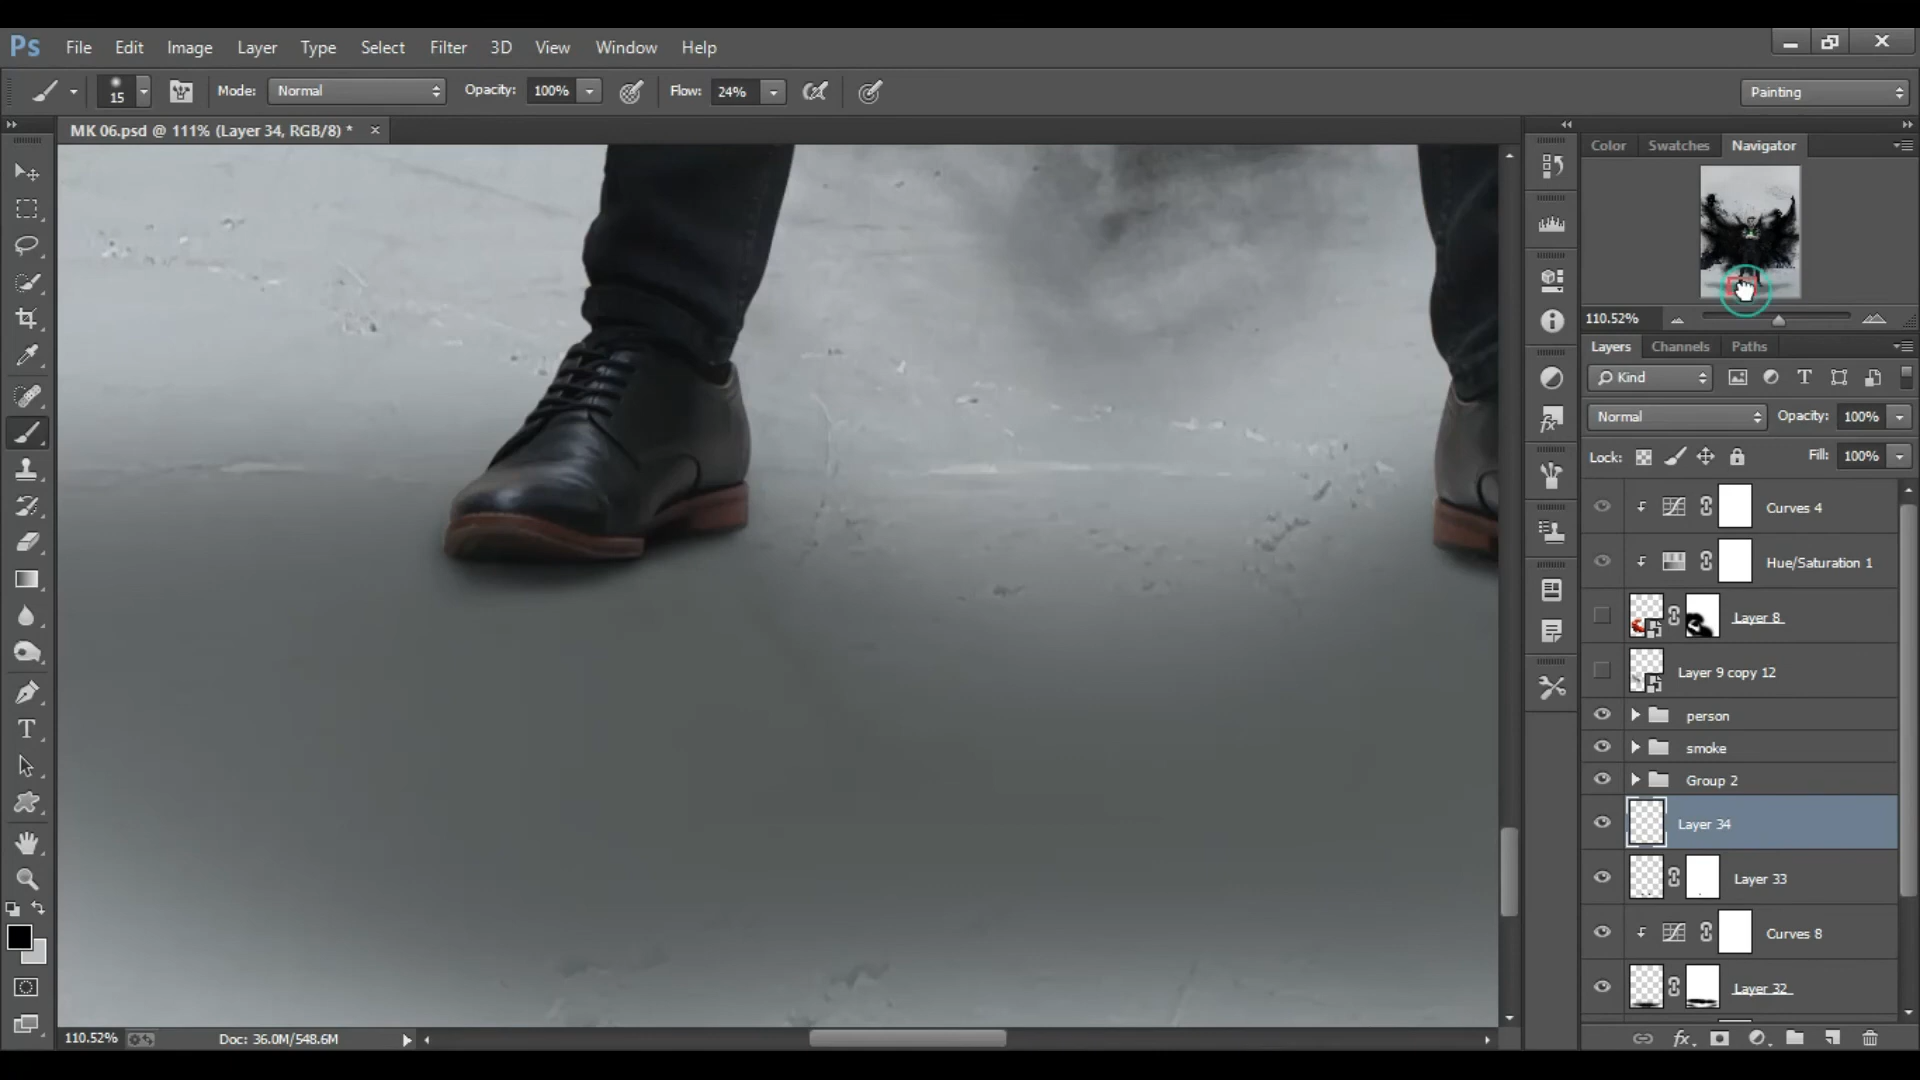 Ps File Edit Image Layer Type Select Filter 3D View Window Help
15 Mode: Normal Opacity: 100% Flow: 24% Painting
MK 06.psd @ 111% (Layer 34, RGB/8) * ×
Color Swatches Navigator
110.52%
Layers Channels Paths
Kind
Normal Opacity: 100%
Lock: Fill: 100%
Curves 4
Hue/Saturation 1
Layer 8
Layer 9 copy 12
person
smoke
Group 2
Layer 34
Layer 33
Curves 8
Layer 32
110.52% Doc: 36.0M/548.6M